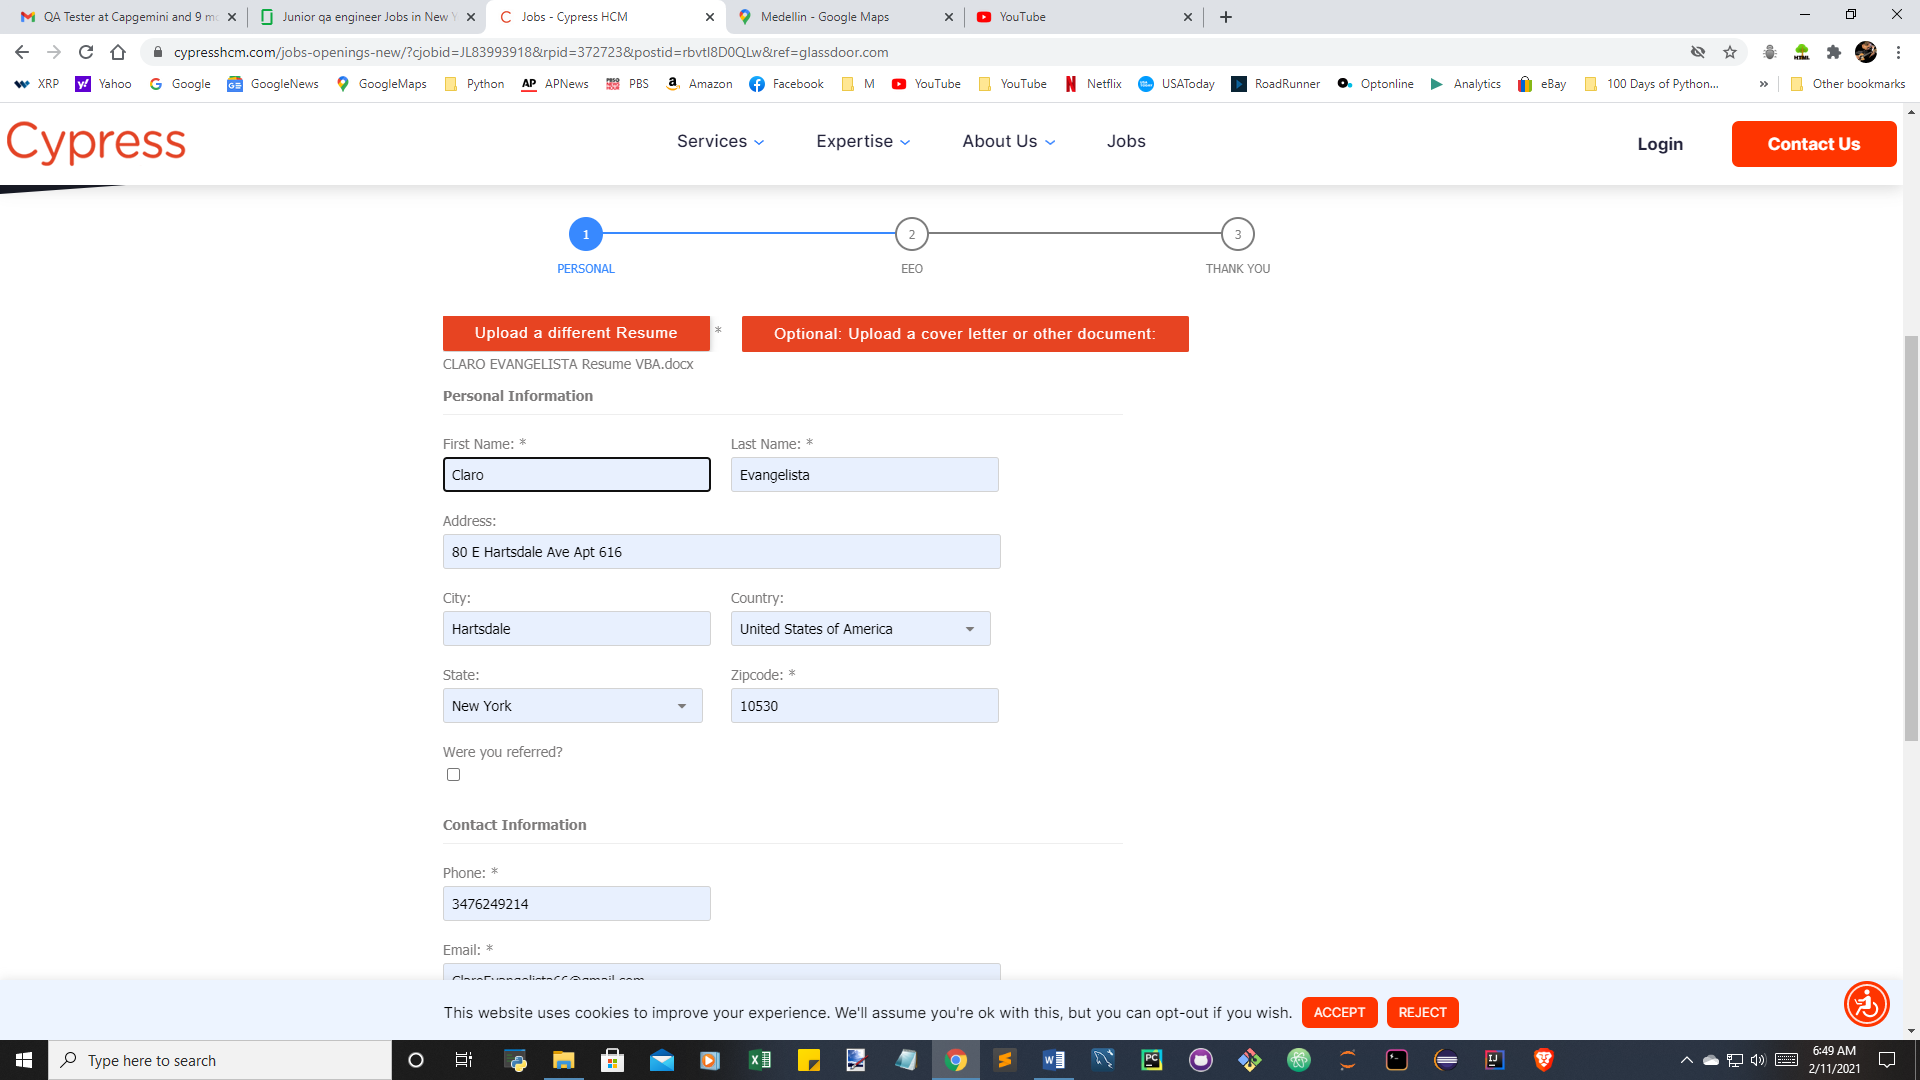 QA Tester at Capgemini and 9 mo
Junior qa engineer Jobs in New Y
Jobs - Cypress HCM
Medellin - Google Maps
YouTube
cypresshcm.com/jobs-openings-new/?cjobid=JL83993918&rpid=372723&postid=rbvtl8D0QLw&ref=glassdoor.com
XRP
Yahoo
Google
GoogleNews
GoogleMaps
Python
APNews
PBS
Amazon
Facebook
M
YouTube
YouTube
Netflix
USAToday
RoadRunner
Optonline
Analytics
eBay
100 Days of Python...
»
Other bookmarks
Cypress
Services
Expertise
About Us
Jobs
Login
Contact Us
1
2
3
PERSONAL
EEO
THANK YOU
Upload a different Resume *
Optional: Upload a cover letter or other document:
CLARO EVANGELISTA Resume VBA.docx
Personal Information
First Name: *
Last Name: *
Claro
Evangelista
Address:
80 E Hartsdale Ave Apt 616
City:
Country:
Hartsdale
United States of America
State:
Zipcode: *
New York
10530
Were you referred?
Contact Information
Phone: *
3476249214
Email: *
ClaroEvangelista66@gmail.com
This website uses cookies to improve your experience. We'll assume you're ok with this, but you can opt-out if you wish.
ACCEPT
REJECT
Type here to search
6:49 AM
2/11/2021